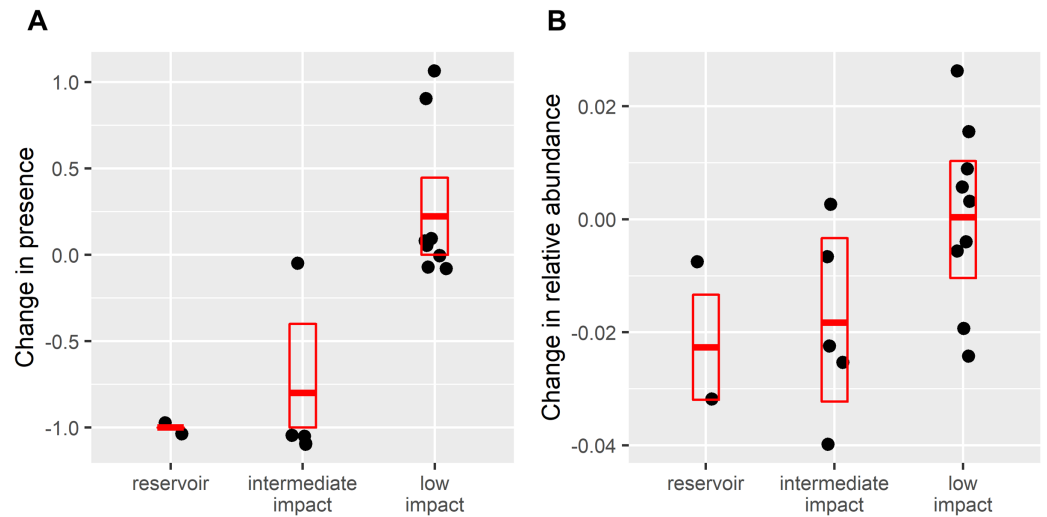 A
Change in presence
1.0
0.5
0.0
-0.5
-1.0
reservoir
intermediate
impact
low
impact
B
Change in relative abundance
0.02
0.00
-0.02
-0.04
reservoir
intermediate
impact
low
impact